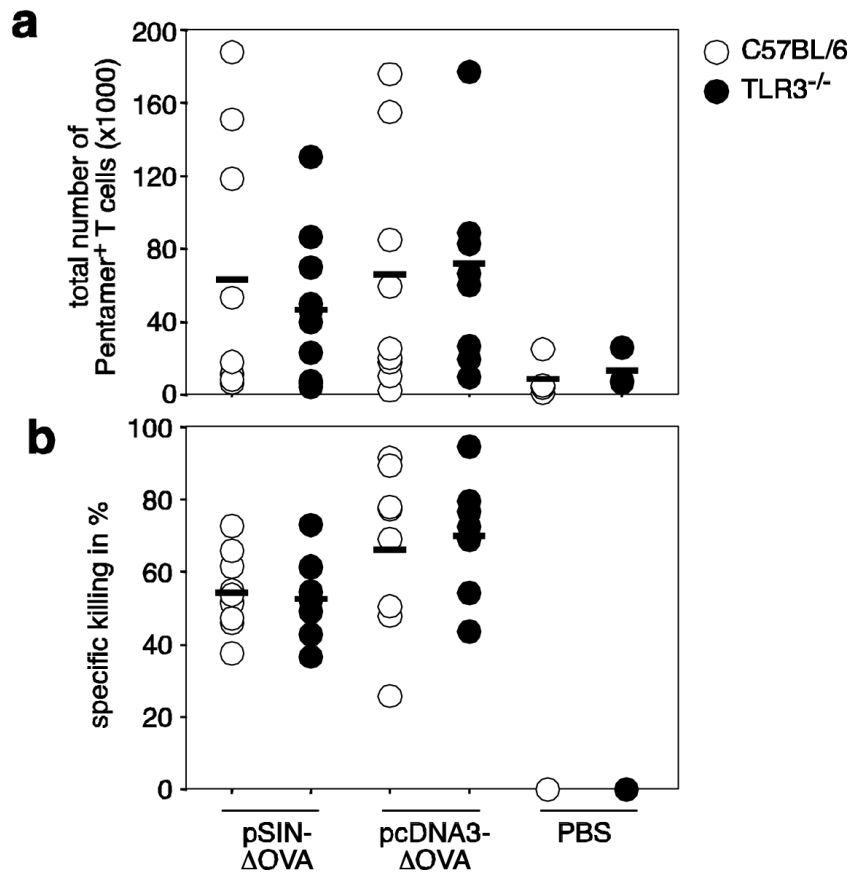 a
200
160
120
80
40
0
total number of
Pentamer⁺ T cells (x1000)
C57BL/6
TLR3⁻/⁻
b
100
80
60
40
20
0
specific killing in %
pSIN-
ΔOVA
pcDNA3-
ΔOVA
PBS